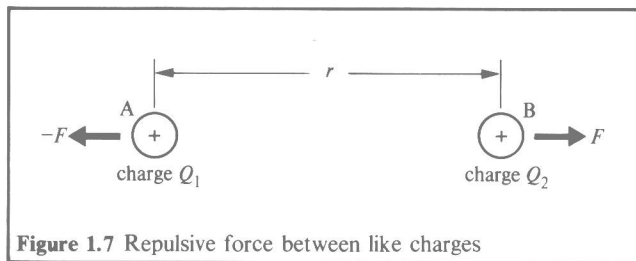 r
A B
−F + + F
charge Q₁ charge Q₂
Figure 1.7 Repulsive force between like charges